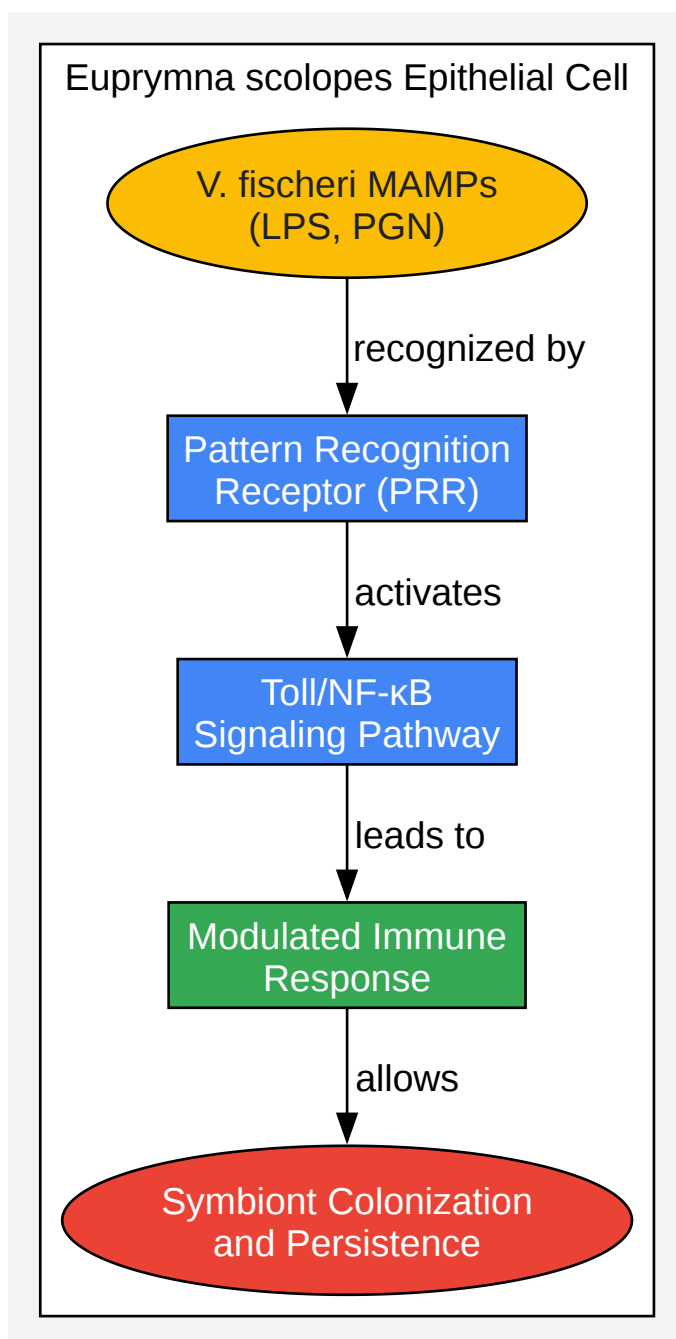 Euprymna scolopes Epithelial Cell
V. fischeri MAMPs
(LPS, PGN)
recognized by
Pattern Recognition
Receptor (PRR)
activates
Toll/NF-κB
Signaling Pathway
leads to
Modulated Immune
Response
allows
Symbiont Colonization
and Persistence